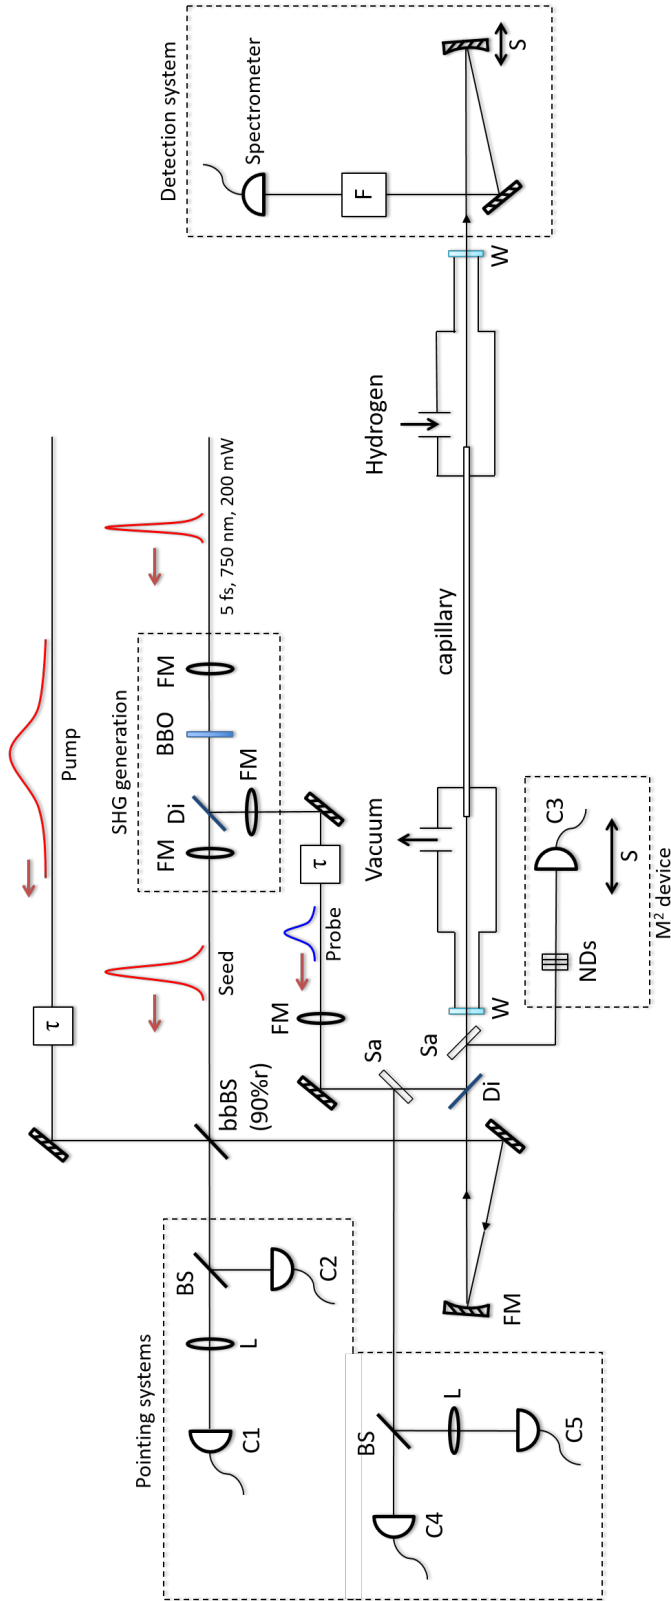 Pump
τ
5 fs, 750 nm, 200 mW
SHG generation
FM
BBO
Di
FM
FM
Seed
bbBS
(90%r)
τ
Probe
FM
Pointing systems
BS
C2
L
C1
BS
L
C5
C4
FM
Sa
Di
Sa
W
Vacuum
capillary
Hydrogen
W
M² device
NDs
C3
S
Detection system
Spectrometer
F
S